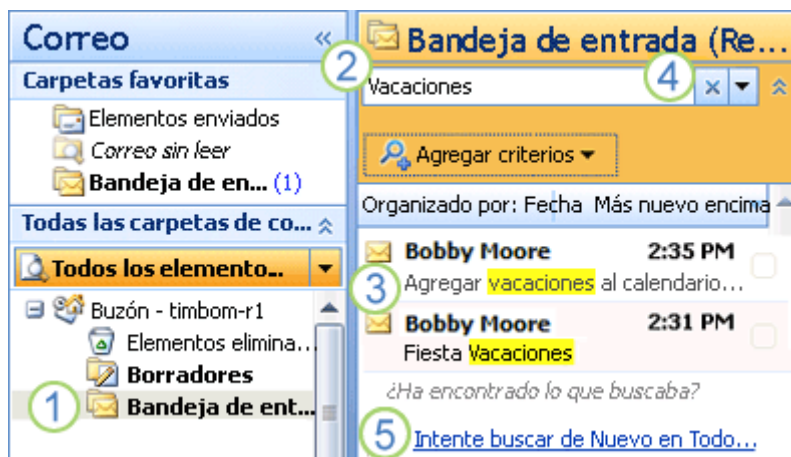 Correo «
Carpetas favoritas
Elementos enviados
Correo sin leer
Bandeja de en... (1)
Todas las carpetas de co...
Todos los elemento...
Buzón - timbom-r1
Elementos elimina...
Borradores
1 Bandeja de ent...
Bandeja de entrada (Re...
2 Vacaciones 4
Agregar criterios
Organizado por: Fecha Más nuevo encima
Bobby Moore 2:35 PM
3 Agregar vacaciones al calendario...
Bobby Moore 2:31 PM
Fiesta Vacaciones
¿Ha encontrado lo que buscaba?
5 Intente buscar de Nuevo en Todo...